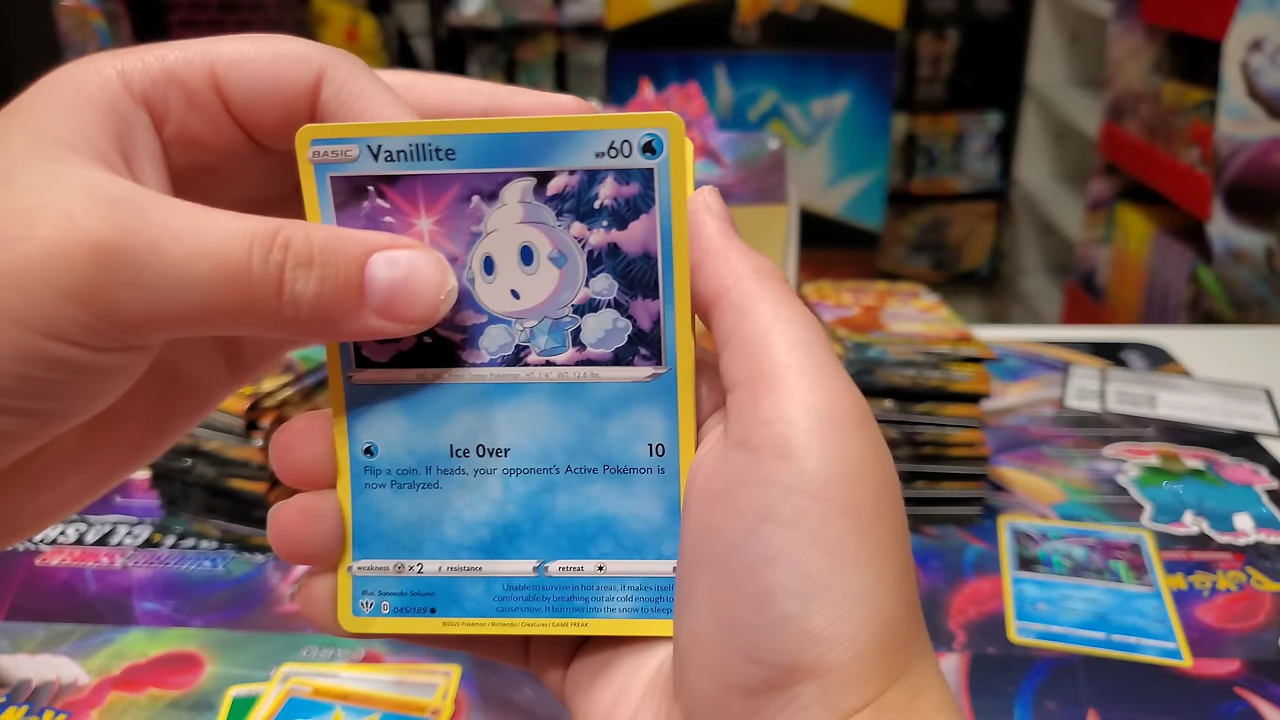 BASIC Vanillite HP 60
Ice Over 10
Flip a coin. If heads, your opponent's Active Pokémon is
now Paralyzed.
weakness ×2 resistance retreat
Unable to survive in hot areas, it makes itself
comfortable by breathing out air cold enough to
cause snow. It burrows into the snow to sleep.
Illus. Sanosuke Sakuma
D 045/189
©2020 Pokémon / Nintendo / Creatures / GAME FREAK
CLASH